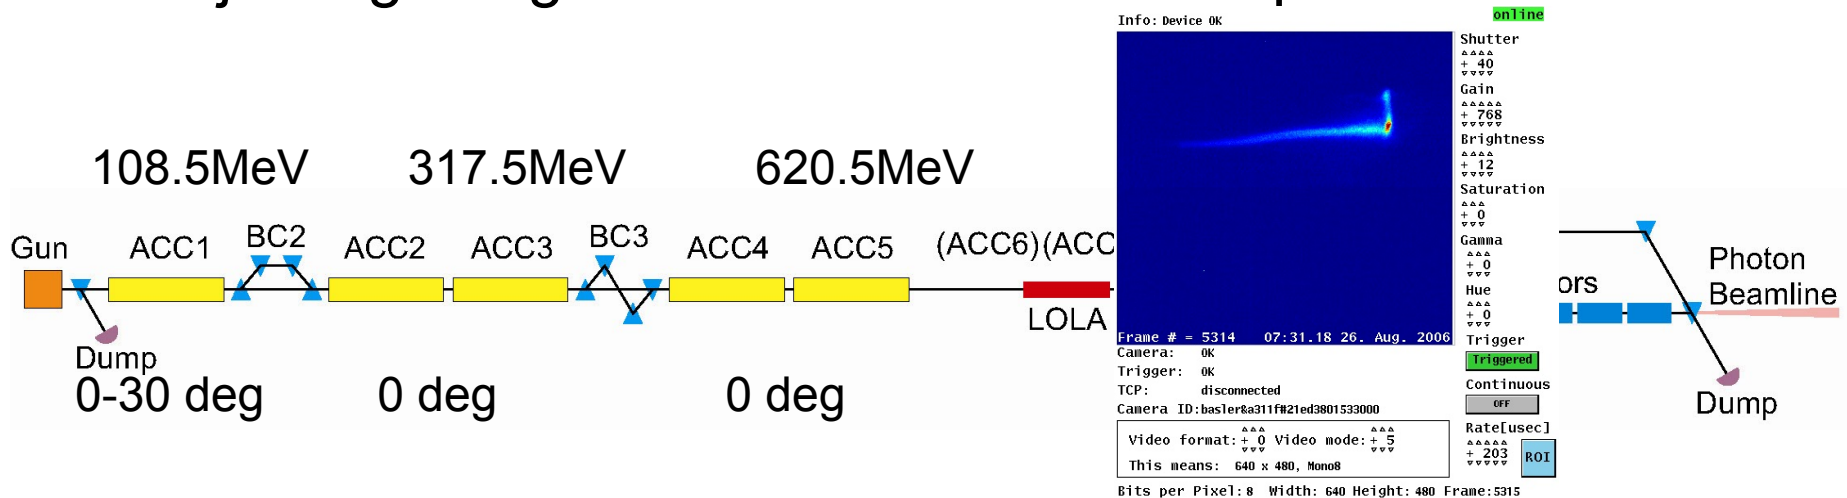 Info: Device OK
online
Shutter
+ 40
Gain
+ 768
Brightness
+ 12
Saturation
+ 0
Gamma
+ 0
Hue
+ 0
Trigger
Triggered
Continuous
OFF
Rate[usec]
+ 203
ROI
108.5MeV 317.5MeV 620.5MeV
Gun ACC1 BC2 ACC2 ACC3 BC3 ACC4 ACC5 (ACC6)(ACC
LOLA
Dump
0-30 deg 0 deg 0 deg
Frame # = 5314 07:31.18 26. Aug. 2006
Camera: OK
Trigger: OK
TCP: disconnected
Camera ID:basler&a311f#21ed3801533000
Video format: + 0 Video mode: + 5
This means: 640 x 480, Mono8
Bits per Pixel: 8 Width: 640 Height: 480 Frame:5315
ors
Photon
Beamline
Dump